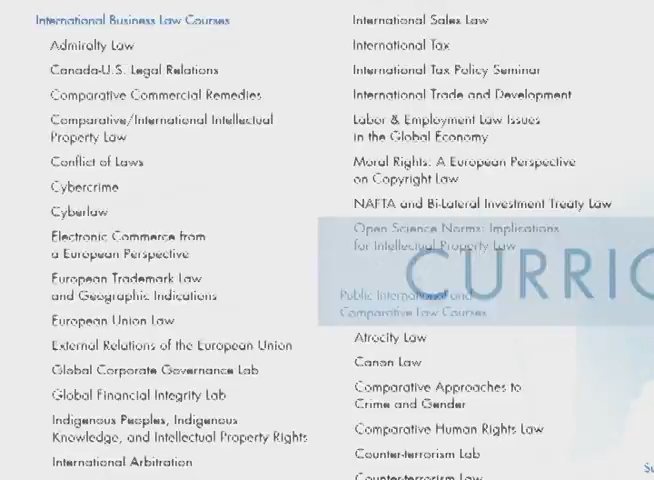 International Business Law Courses
Admiralty Law
Canada-U.S. Legal Relations
Comparative Commercial Remedies
Comparative/International Intellectual
Property Law
Conflict of Laws
Cybercrime
Cyberlaw
Electronic Commerce from
a European Perspective
European Trademark Law
and Geographic Indications
European Union Law
External Relations of the European Union
Global Corporate Governance Lab
Global Financial Integrity Lab
Indigenous Peoples, Indigenous
Knowledge, and Intellectual Property Rights
International Arbitration
International Sales Law
International Tax
International Tax Policy Seminar
International Trade and Development
Labor & Employment Law Issues
in the Global Economy
Moral Rights: A European Perspective
on Copyright Law
NAFTA and Bi-Lateral Investment Treaty Law
Open Science Norms: Implications
for Intellectual Property Law
CURRIC
Public International and
Comparative Law Courses
Atrocity Law
Canon Law
Comparative Approaches to
Crime and Gender
Comparative Human Rights Law
Counter-terrorism Lab
Counter-terrorism Law